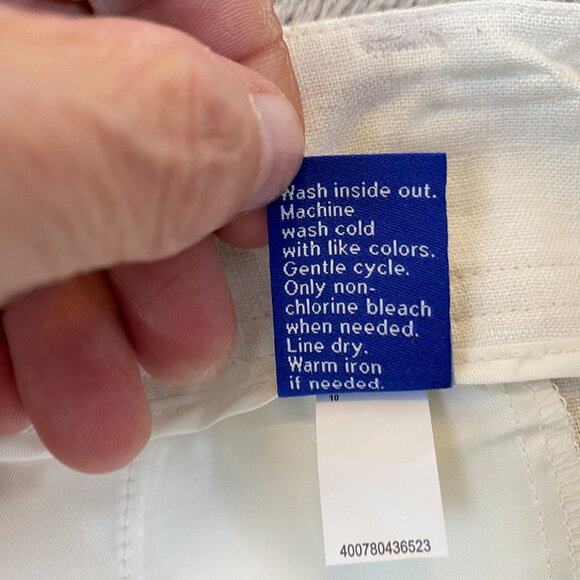 Wash inside out.
Machine
wash cold
with like colors.
Gentle cycle.
Only non-
chlorine bleach
when needed.
Line dry.
Warm iron
if needed.
10
400780436523